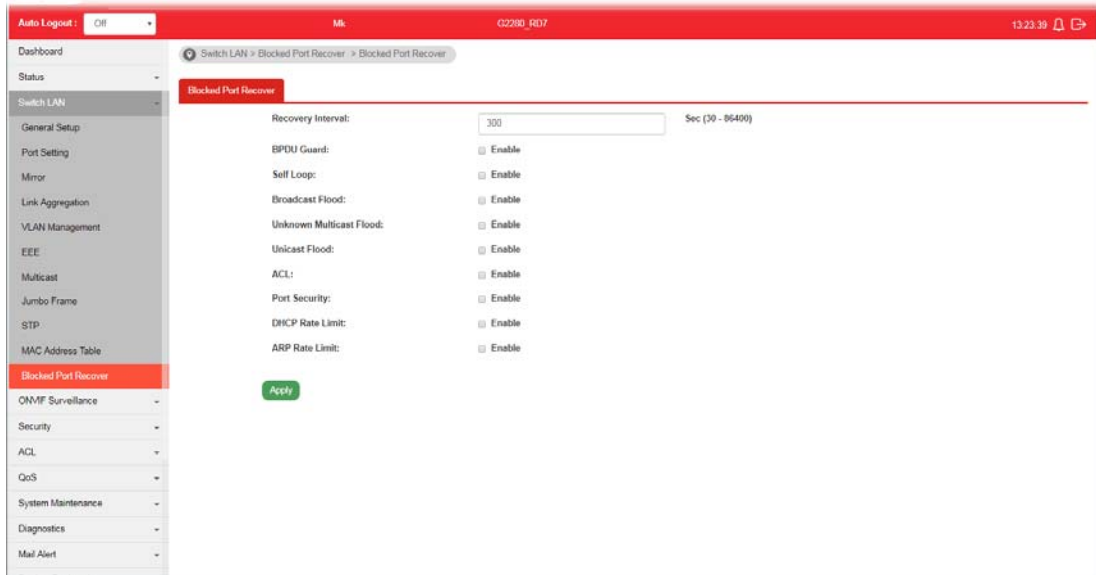 Auto Logout : Off Mk G2280_RD7 13:23:39
Dashboard
Status
Switch LAN
General Setup
Port Setting
Mirror
Link Aggregation
VLAN Management
EEE
Multicast
Jumbo Frame
STP
MAC Address Table
Blocked Port Recover
ONVIF Surveillance
Security
ACL
QoS
System Maintenance
Diagnostics
Mail Alert
Switch LAN > Blocked Port Recover > Blocked Port Recover
Blocked Port Recover
Recovery Interval: 300 Sec (30 - 86400)
BPDU Guard: Enable
Self Loop: Enable
Broadcast Flood: Enable
Unknown Multicast Flood: Enable
Unicast Flood: Enable
ACL: Enable
Port Security: Enable
DHCP Rate Limit: Enable
ARP Rate Limit: Enable
Apply